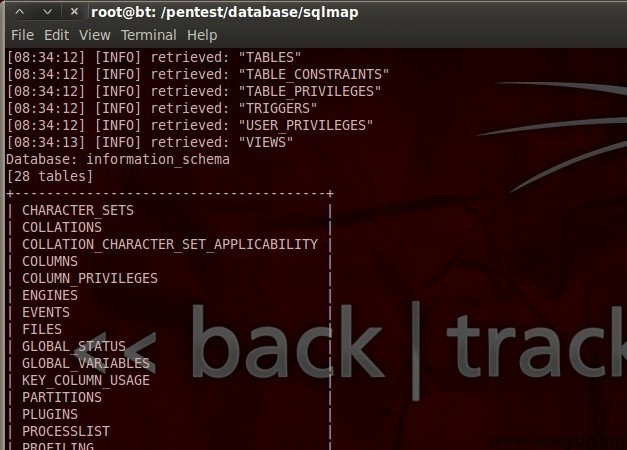 root@bt: /pentest/database/sqlmap
File Edit View Terminal Help
[08:34:12] [INFO] retrieved: "TABLES"
[08:34:12] [INFO] retrieved: "TABLE_CONSTRAINTS"
[08:34:12] [INFO] retrieved: "TABLE_PRIVILEGES"
[08:34:12] [INFO] retrieved: "TRIGGERS"
[08:34:12] [INFO] retrieved: "USER_PRIVILEGES"
[08:34:13] [INFO] retrieved: "VIEWS"
Database: information_schema
[28 tables]
+---------------------------------------+
| CHARACTER_SETS |
| COLLATIONS |
| COLLATION_CHARACTER_SET_APPLICABILITY |
| COLUMNS |
| COLUMN_PRIVILEGES |
| ENGINES |
| EVENTS |
| FILES |
| GLOBAL_STATUS |
| GLOBAL_VARIABLES |
| KEY_COLUMN_USAGE |
| PARTITIONS |
| PLUGINS |
| PROCESSLIST |
| PROFILING |
<< back | track